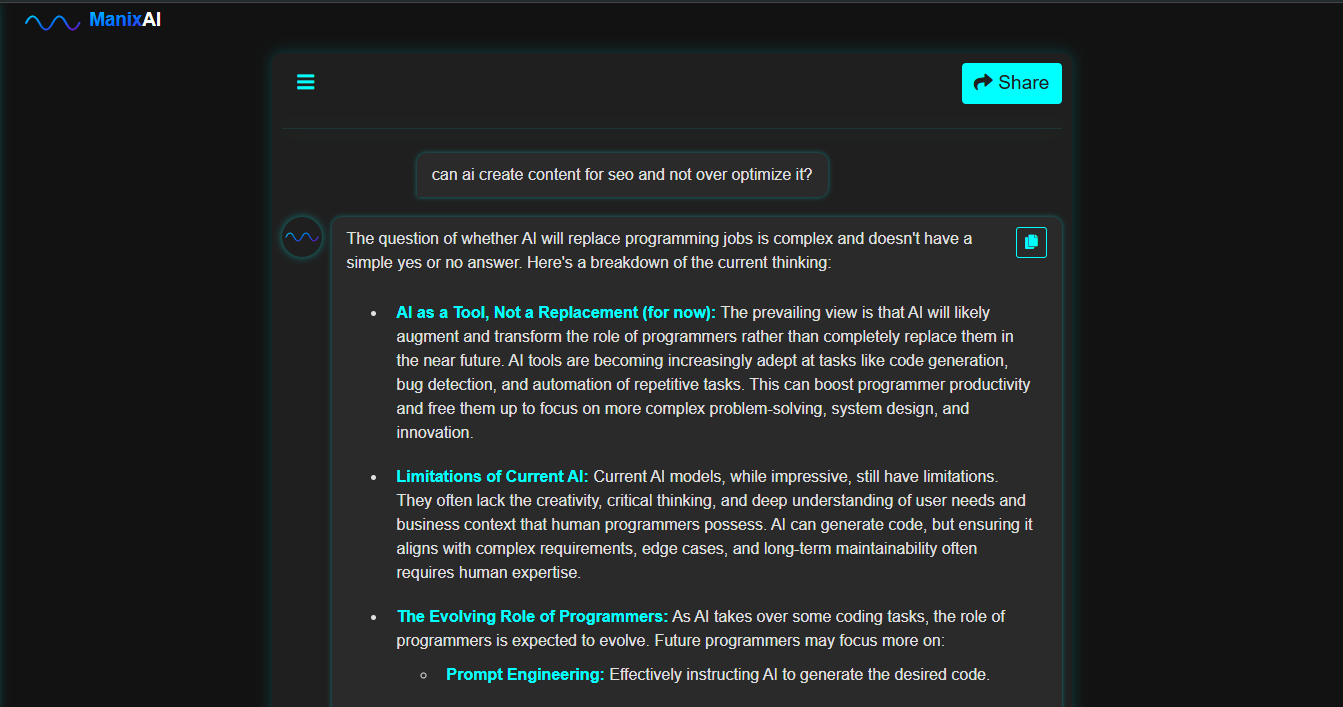 ManixAI
Share
can ai create content for seo and not over optimize it?
The question of whether AI will replace programming jobs is complex and doesn't have a
simple yes or no answer. Here's a breakdown of the current thinking:
• AI as a Tool, Not a Replacement (for now): The prevailing view is that AI will likely
augment and transform the role of programmers rather than completely replace them in
the near future. AI tools are becoming increasingly adept at tasks like code generation,
bug detection, and automation of repetitive tasks. This can boost programmer productivity
and free them up to focus on more complex problem-solving, system design, and
innovation.
• Limitations of Current AI: Current AI models, while impressive, still have limitations.
They often lack the creativity, critical thinking, and deep understanding of user needs and
business context that human programmers possess. AI can generate code, but ensuring it
aligns with complex requirements, edge cases, and long-term maintainability often
requires human expertise.
• The Evolving Role of Programmers: As AI takes over some coding tasks, the role of
programmers is expected to evolve. Future programmers may focus more on:
◦ Prompt Engineering: Effectively instructing AI to generate the desired code.